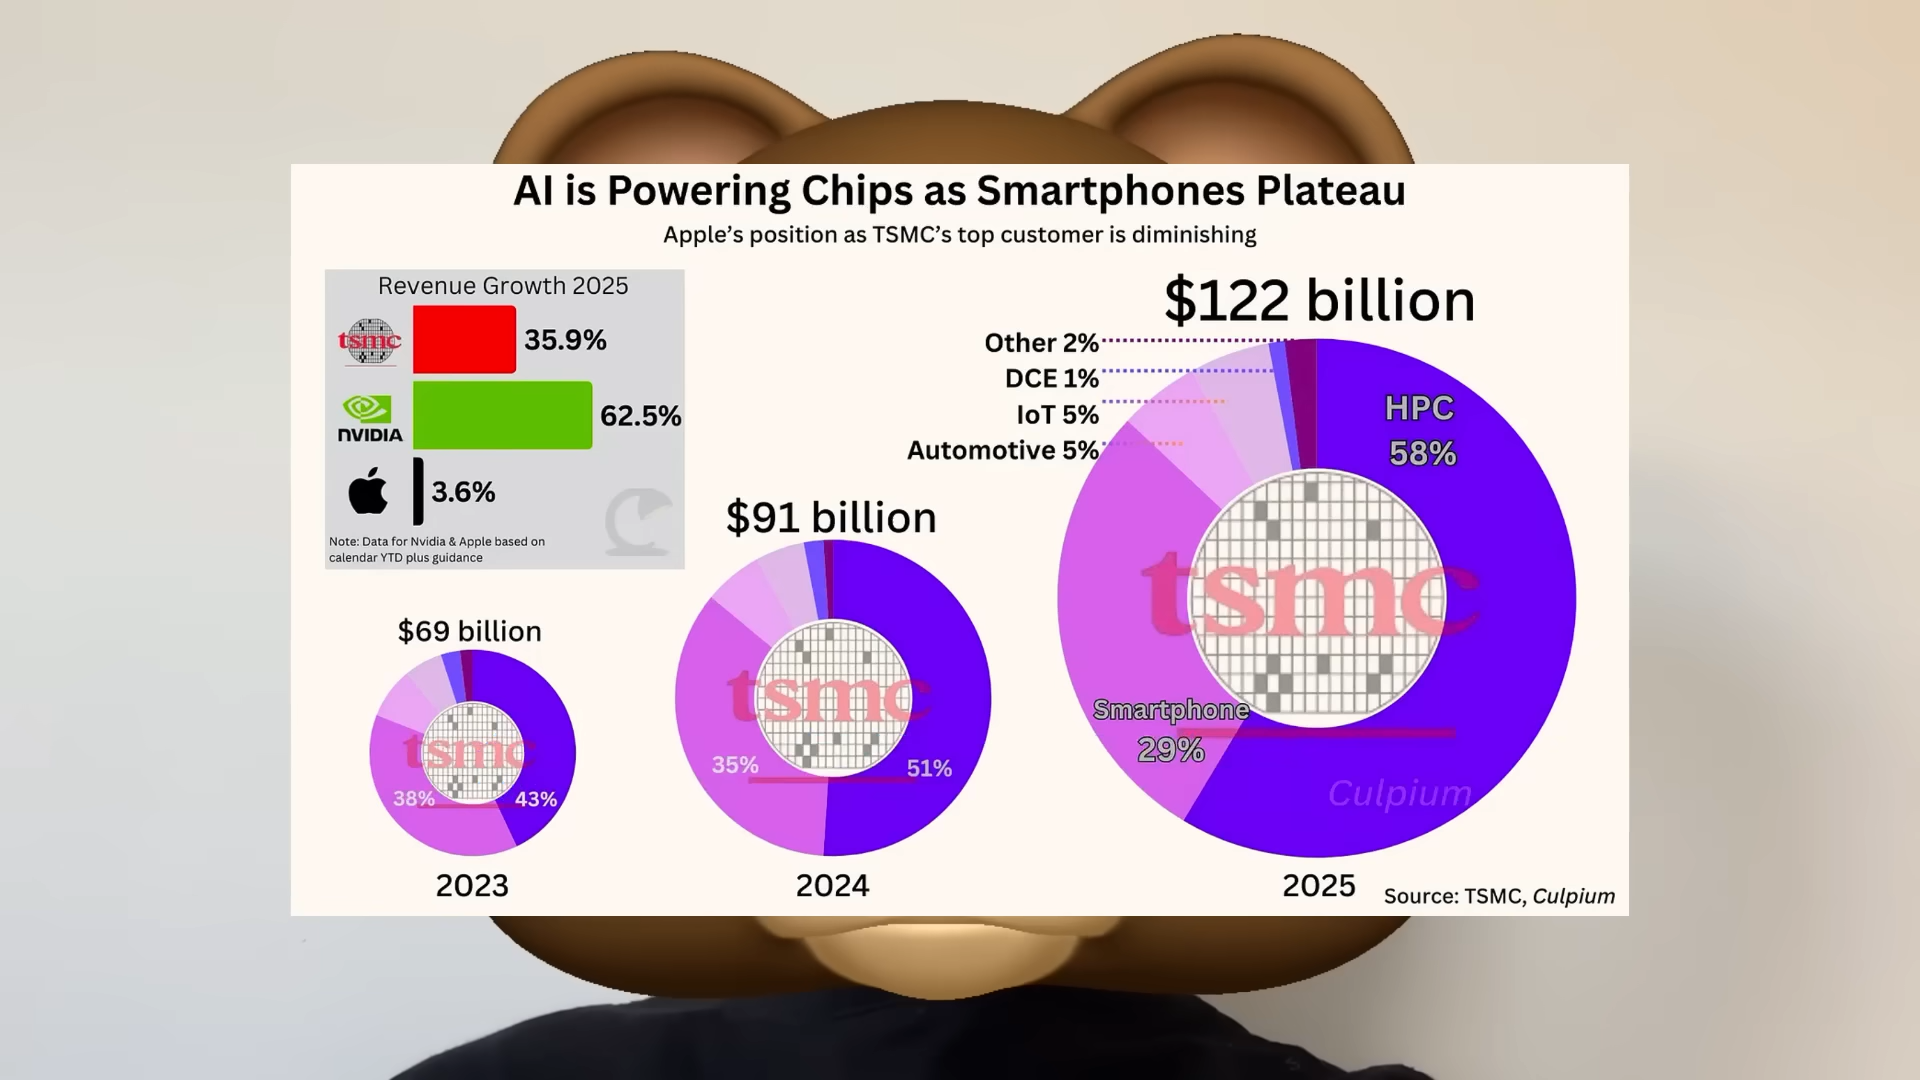 AI is Powering Chips as Smartphones Plateau
Apple’s position as TSMC’s top customer is diminishing
Revenue Growth 2025
tsmc
35.9%
NVIDIA
62.5%
3.6%
Note: Data for Nvidia & Apple based on
calendar YTD plus guidance
$69 billion
tsmc
38%
43%
2023
$91 billion
tsmc
35%
51%
2024
$122 billion
Other 2%
DCE 1%
IoT 5%
Automotive 5%
HPC
58%
tsmc
Smartphone
29%
Culpium
2025
Source: TSMC, Culpium